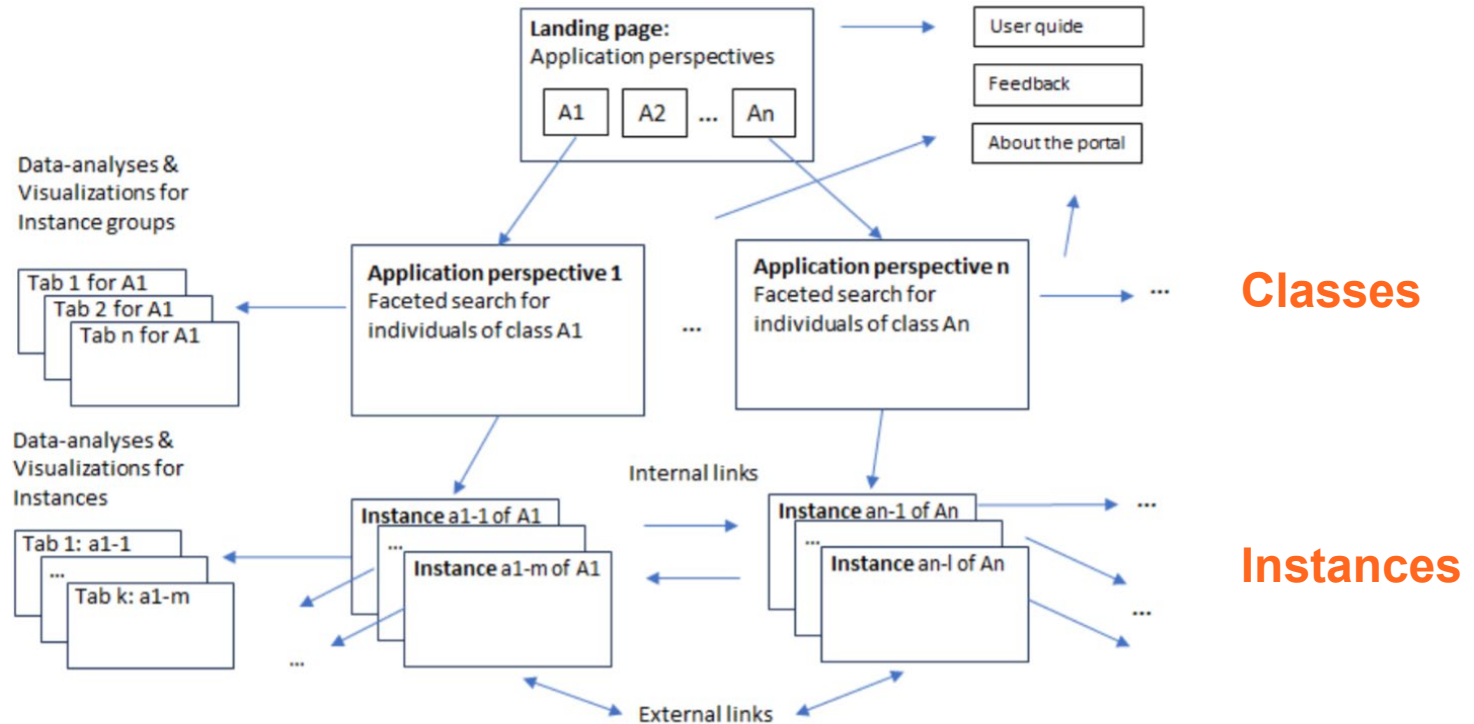 Landing page:
Application perspectives
A1
A2
...
An
User quide
Feedback
About the portal
Data-analyses &
Visualizations for
Instance groups
Tab 1 for A1
Tab 2 for A1
Tab n for A1
Application perspective 1
Faceted search for
individuals of class A1
...
Application perspective n
Faceted search for
individuals of class An
...
Classes
Data-analyses &
Visualizations for
Instances
Tab 1: a1-1
...
Tab k: a1-m
...
Instance a1-1 of A1
...
Instance a1-m of A1
Internal links
Instance an-1 of An
...
Instance an-l of An
...
...
Instances
External links